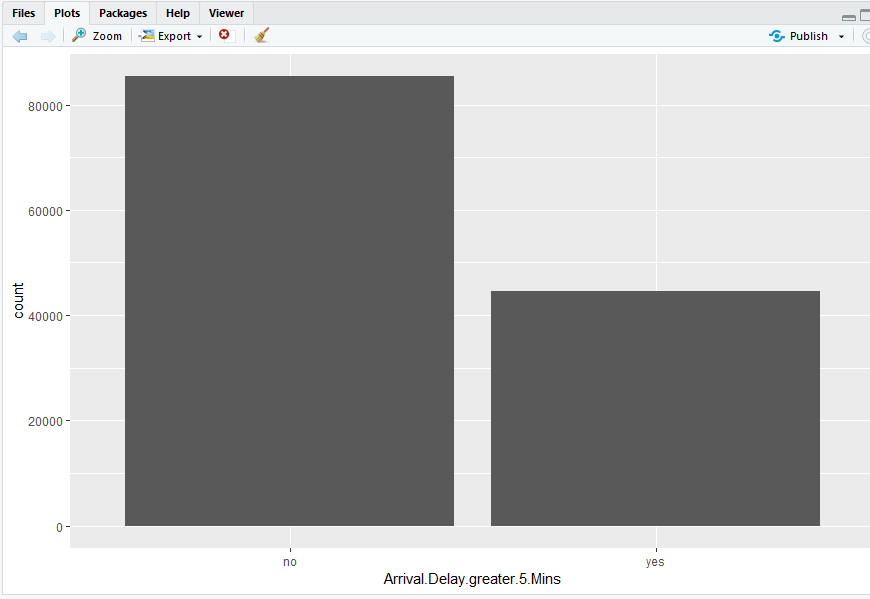 Files Plots Packages Help Viewer
Zoom Export Publish
80000
60000
40000
20000
0
count
no yes
Arrival.Delay.greater.5.Mins